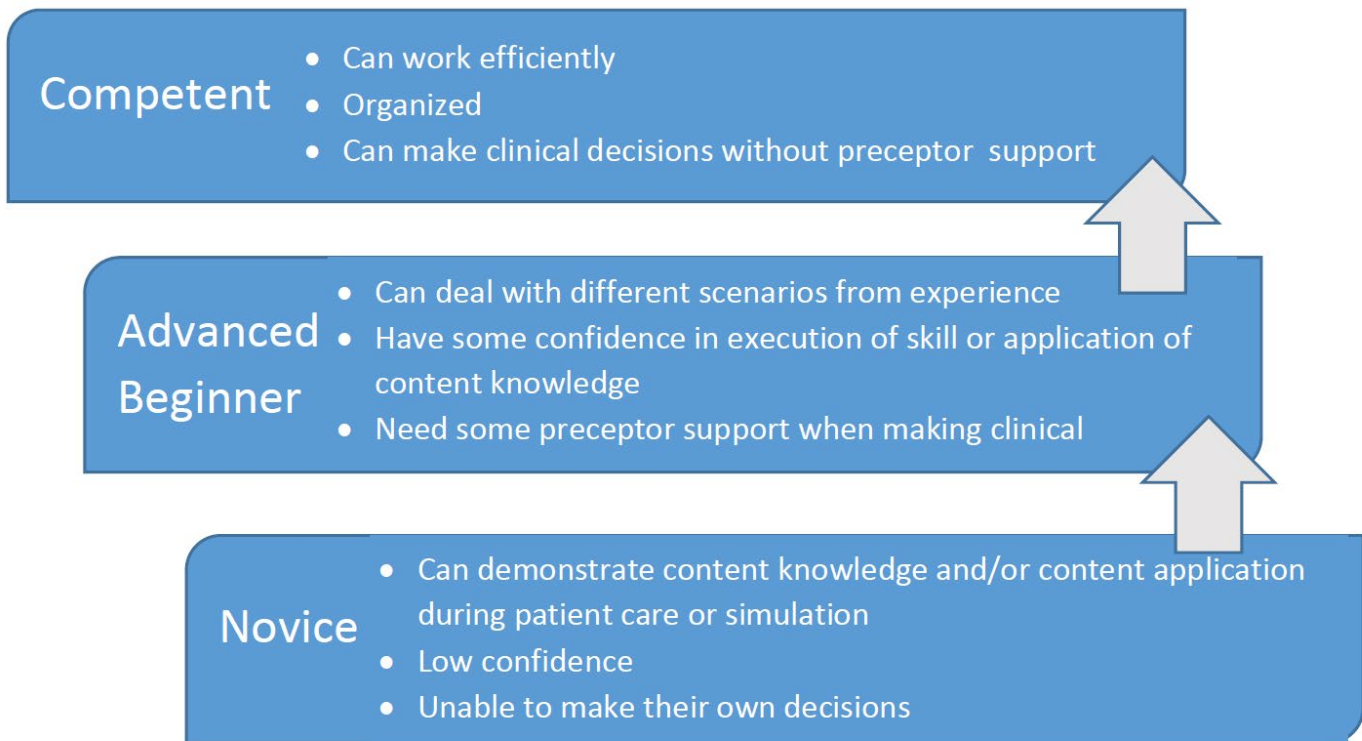 Competent
• Can work efficiently
• Organized
• Can make clinical decisions without preceptor support
Advanced
Beginner
• Can deal with different scenarios from experience
• Have some confidence in execution of skill or application of
content knowledge
• Need some preceptor support when making clinical
Novice
• Can demonstrate content knowledge and/or content application
during patient care or simulation
• Low confidence
• Unable to make their own decisions